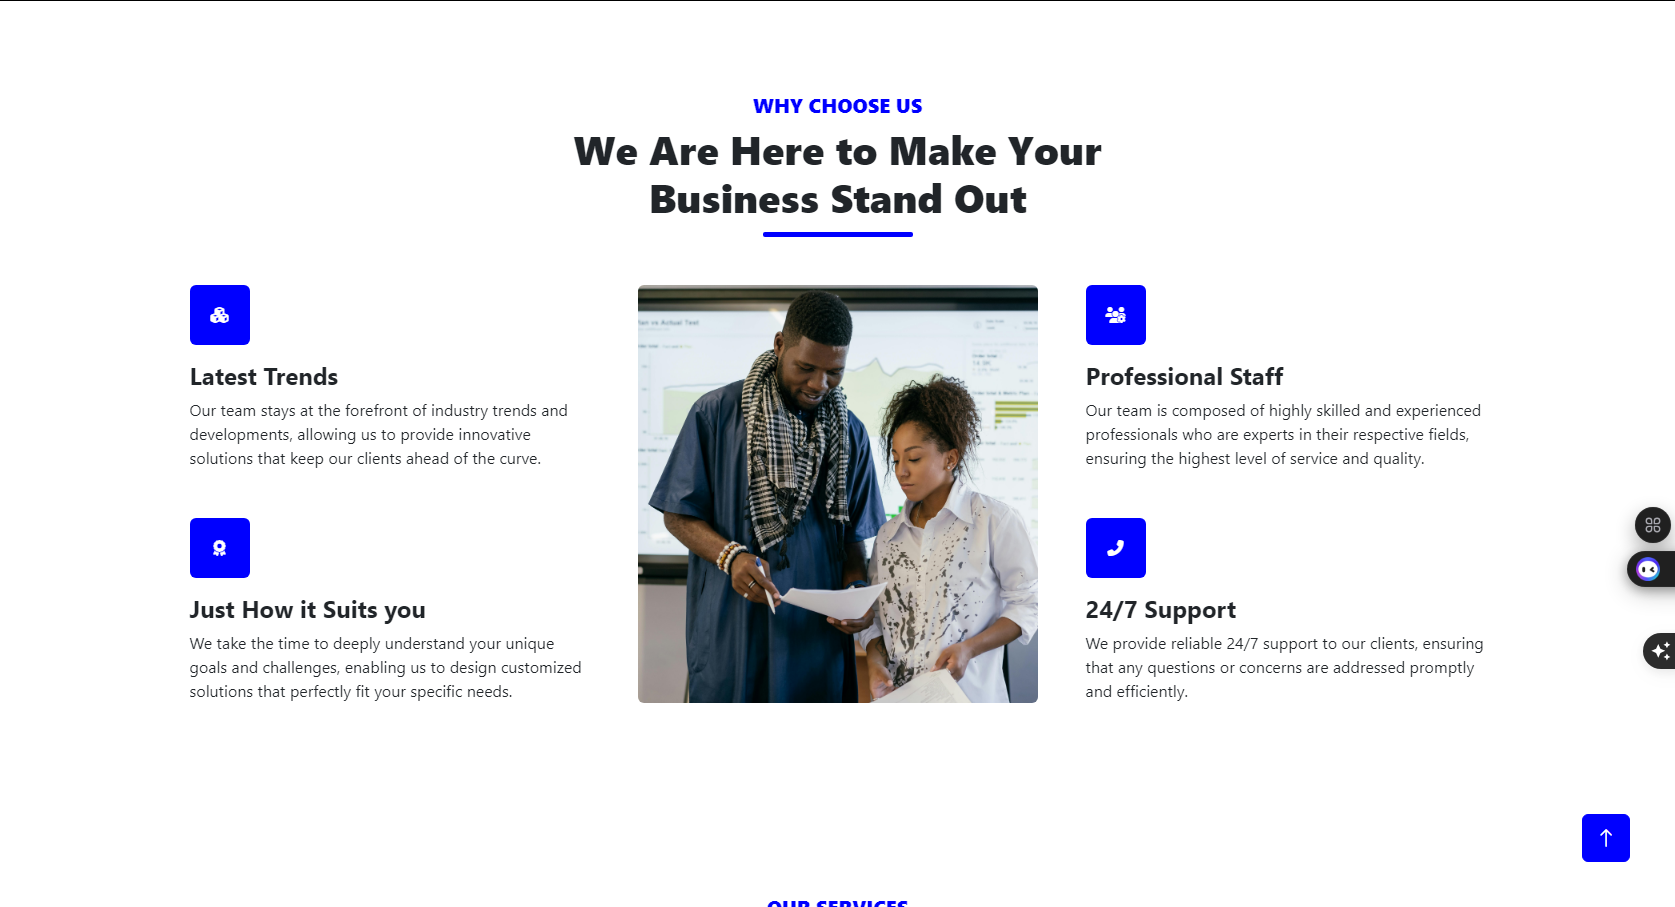 WHY CHOOSE US
We Are Here to Make Your
Business Stand Out
Latest Trends
Our team stays at the forefront of industry trends and
developments, allowing us to provide innovative
solutions that keep our clients ahead of the curve.
Just How it Suits you
We take the time to deeply understand your unique
goals and challenges, enabling us to design customized
solutions that perfectly fit your specific needs.
Professional Staff
Our team is composed of highly skilled and experienced
professionals who are experts in their respective fields,
ensuring the highest level of service and quality.
24/7 Support
We provide reliable 24/7 support to our clients, ensuring
that any questions or concerns are addressed promptly
and efficiently.
OUR SERVICES